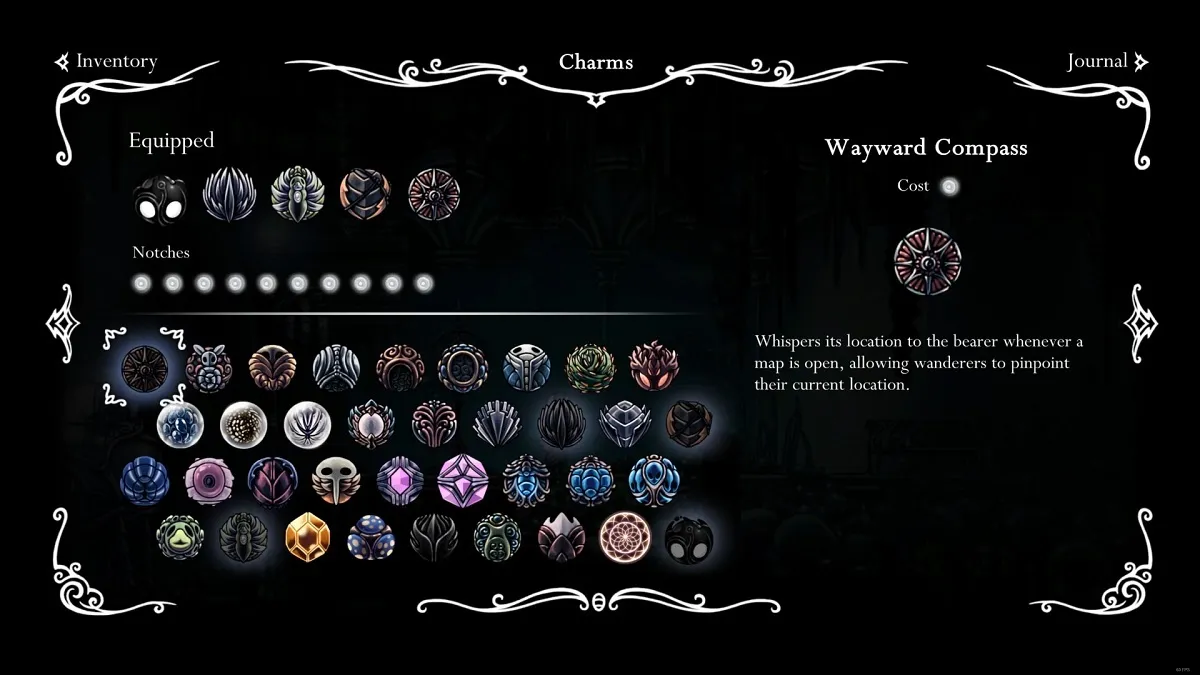 Inventory
Charms
Journal
Equipped
Wayward Compass
Cost
Notches
Whispers its location to the bearer whenever a
map is open, allowing wanderers to pinpoint
their current location.